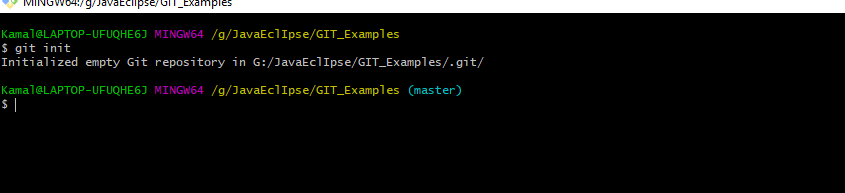 MINGW64:/g/JavaEclIpse/GIT_Examples
Kamal@LAPTOP-UFUQHE6J MINGW64 /g/JavaEclIpse/GIT_Examples
$ git init
Initialized empty Git repository in G:/JavaEclIpse/GIT_Examples/.git/
Kamal@LAPTOP-UFUQHE6J MINGW64 /g/JavaEclIpse/GIT_Examples (master)
$